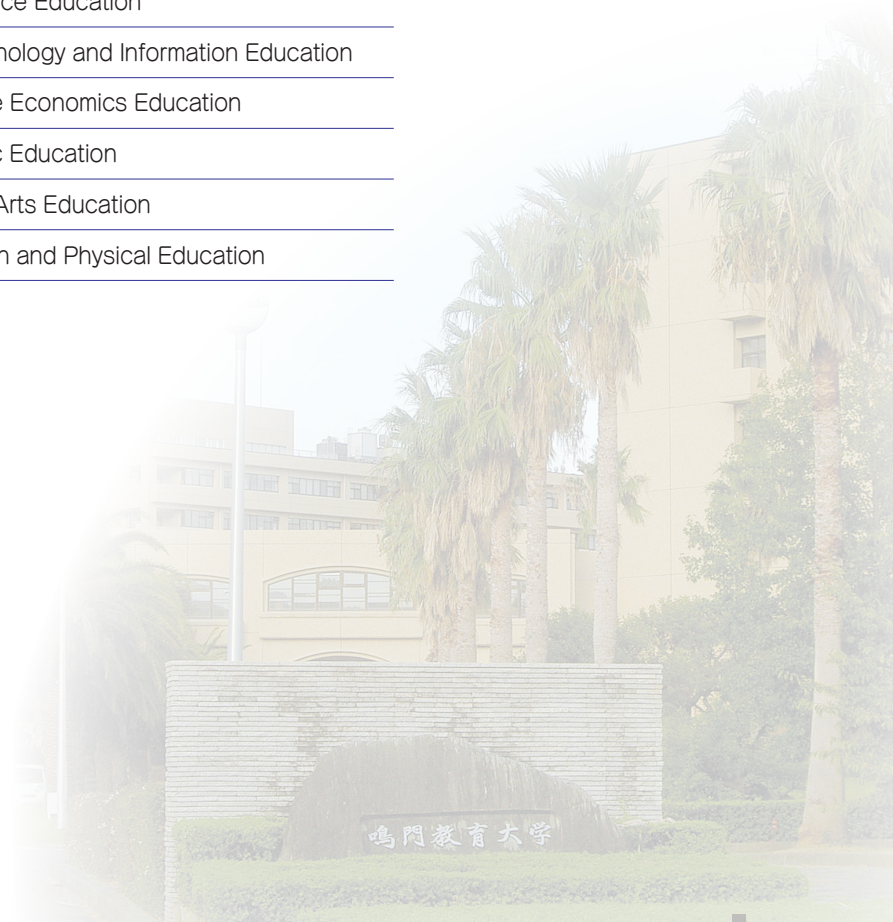 ce Education
nology and Information Education
e Economics Education
c Education
Arts Education
h and Physical Education
鳴門教育大学